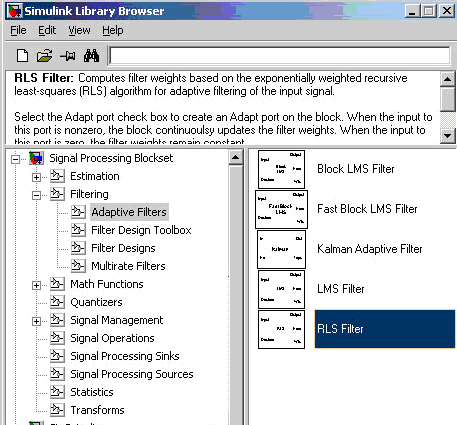 Simulink Library Browser
File Edit View Help
RLS Filter: Computes filter weights based on the exponentially weighted recursive
least-squares (RLS) algorithm for adaptive filtering of the input signal.
Select the Adapt port check box to create an Adapt port on the block. When the input to
this port is nonzero, the block continuoulsy updates the filter weights. When the input to
this port is zero, the filter weights remain constant.
Signal Processing Blockset
Estimation
Filtering
Adaptive Filters
Filter Design Toolbox
Filter Designs
Multirate Filters
Math Functions
Quantizers
Signal Management
Signal Operations
Signal Processing Sinks
Signal Processing Sources
Statistics
Transforms
Block LMS Filter
Fast Block LMS Filter
Kalman Adaptive Filter
LMS Filter
RLS Filter